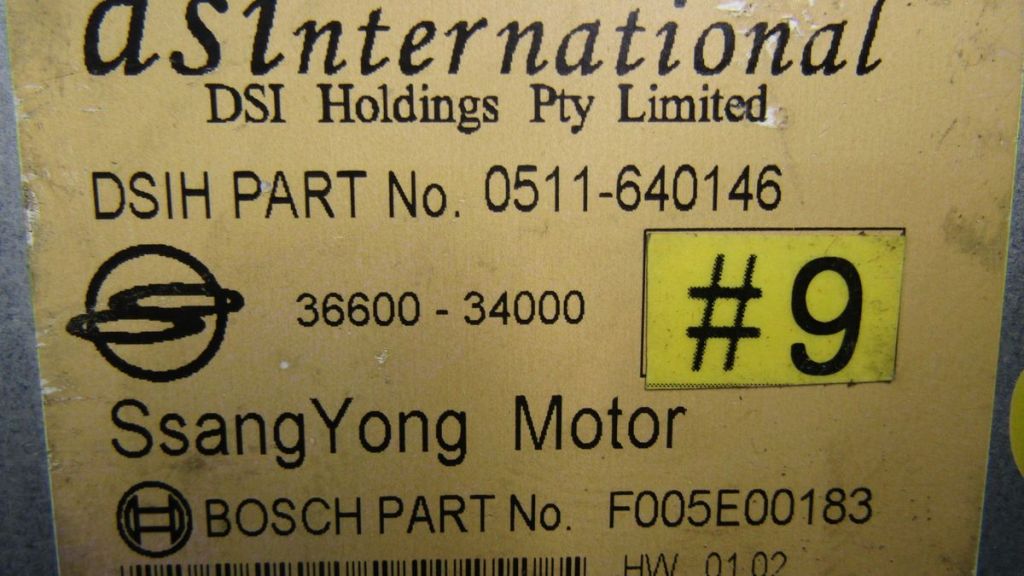 dsInternational
DSI Holdings Pty Limited
DSIH PART No. 0511-640146
36600 - 34000
#9
SsangYong Motor
BOSCH PART No. F005E00183
HW 01.02